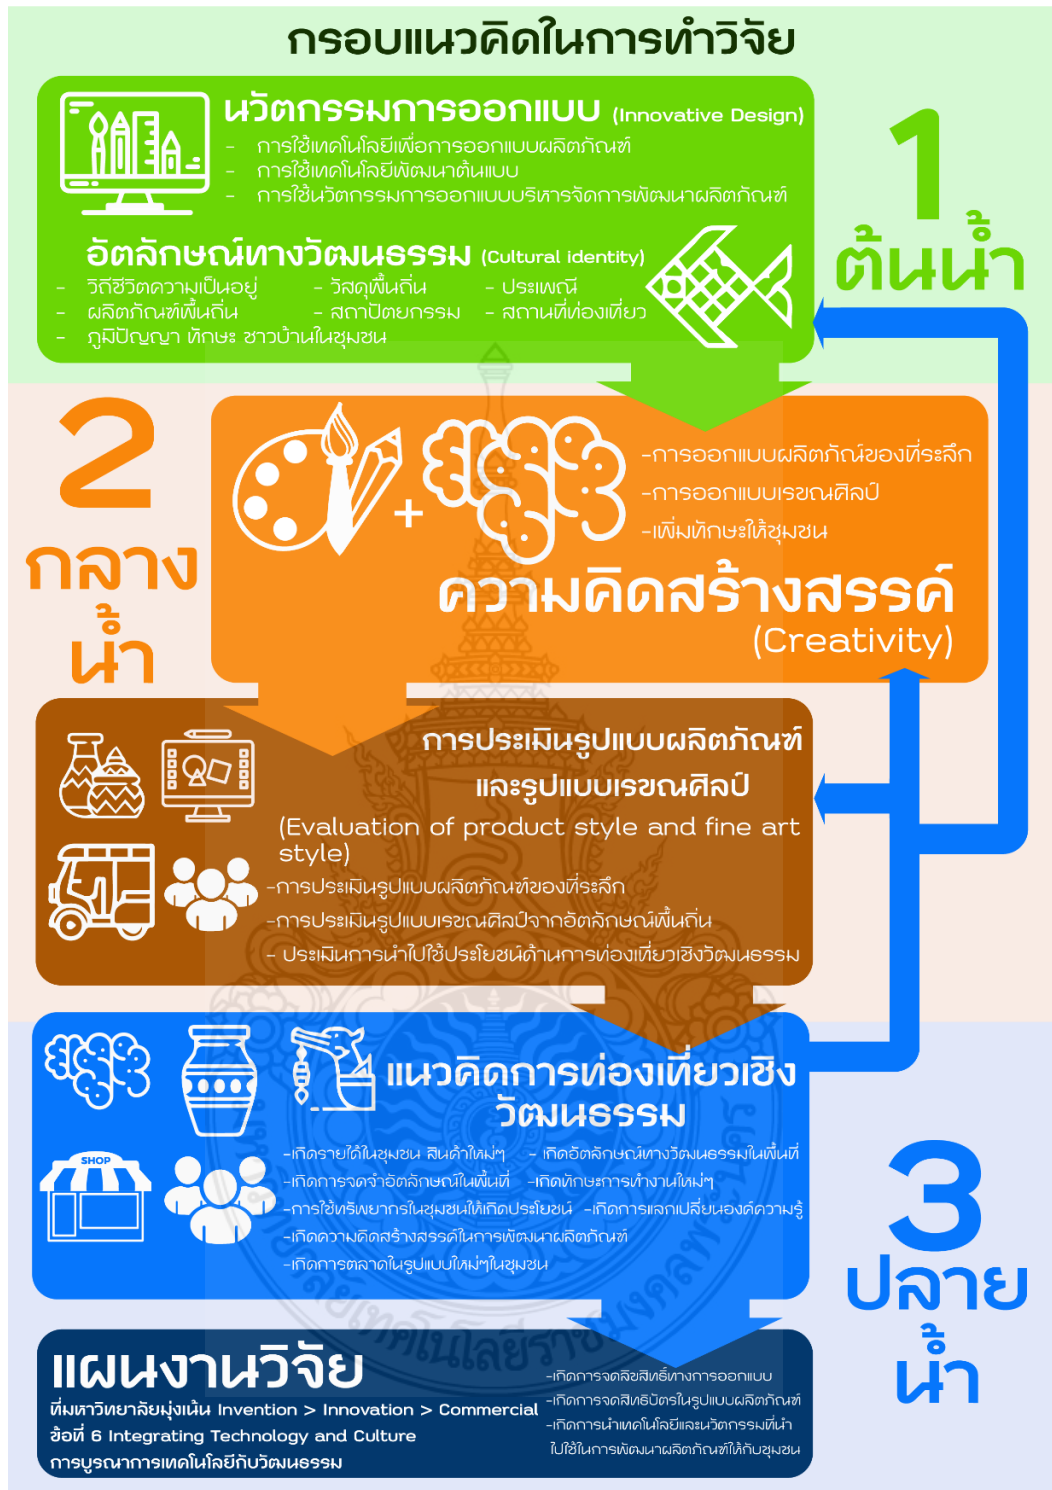 กรอบแนวคิดในการทำวิจัย
นวัตกรรมการออกแบบ (Innovative Design)
- การใช้เทคโนโลยีเพื่อการออกแบบผลิตภัณฑ์
- การใช้เทคโนโลยีพัฒนาต้นแบบ
- การใช้นวัตกรรมการออกแบบบริหารจัดการพัฒนาผลิตภัณฑ์
อัตลักษณ์ทางวัฒนธรรม (Cultural identity)
- วิถีชีวิตความเป็นอยู่ - วัสดุพื้นถิ่น - ประเพณี
- ผลิตภัณฑ์พื้นถิ่น - สถาปัตยกรรม - สถานที่ท่องเที่ยว
- ภูมิปัญญา ทักษะ ชาวบ้านในชุมชน
1
ต้นน้ำ
2
กลาง
น้ำ
-การออกแบบผลิตภัณ์ของที่ระลึก
-การออกแบบเรขณศิลป์
-เพิ่มทักษะให้ชุมชน
+
ความคิดสร้างสรรค์
(Creativity)
การประเมินรูปแบบผลิตภัณฑ์
และรูปแบบเรขณศิลป์
(Evaluation of product style and fine art
style)
-การประเมินรูปแบบผลิตภัณฑ์ของที่ระลึก
-การประเมินรูปแบบเรขณศิลป์จากอัตลักษณ์พื้นถิ่น
- ประเมินการนำไปใช้ประโยชน์ด้านการท่องเที่ยวเชิงวัฒนธรรม
แนวคิดการท่องเที่ยวเชิง
วัฒนธรรม
SHOP
-เกิดรายได้ในชุมชน สินค้าใหม่ๆ - เกิดอัตลักษณ์ทางวัฒนธรรมในพื้นที่
-เกิดการจดจำอัตลักษณ์ในพื้นที่ -เกิดทักษะการทำงานใหม่ๆ
-การใช้ทรัพยากรในชุมชนให้เกิดประโยชน์ -เกิดการแลกเปลี่ยนองค์ความรู้
-เกิดความคิดสร้างสรรค์ในการพัฒนาผลิตภัณฑ์
-เกิดการตลาดในรูปแบบใหม่ๆในชุมชน
3
ปลาย
น้ำ
แผนงานวิจัย
ที่มหาวิทยาลัยมุ่งเน้น Invention > Innovation > Commercial
ข้อที่ 6 Integrating Technology and Culture
การบูรณาการเทคโนโลยีกับวัฒนธรรม
-เกิดการจดลิขสิทธิ์ทางการออกแบบ
-เกิดการจดสิทธิบัตรในรูปแบบผลิตภัณฑ์
-เกิดการนำเทคโนโลยีและนวัตกรรมที่นำ
ไปใช้ในการพัฒนาผลิตภัณฑ์ให้กับชุมชน